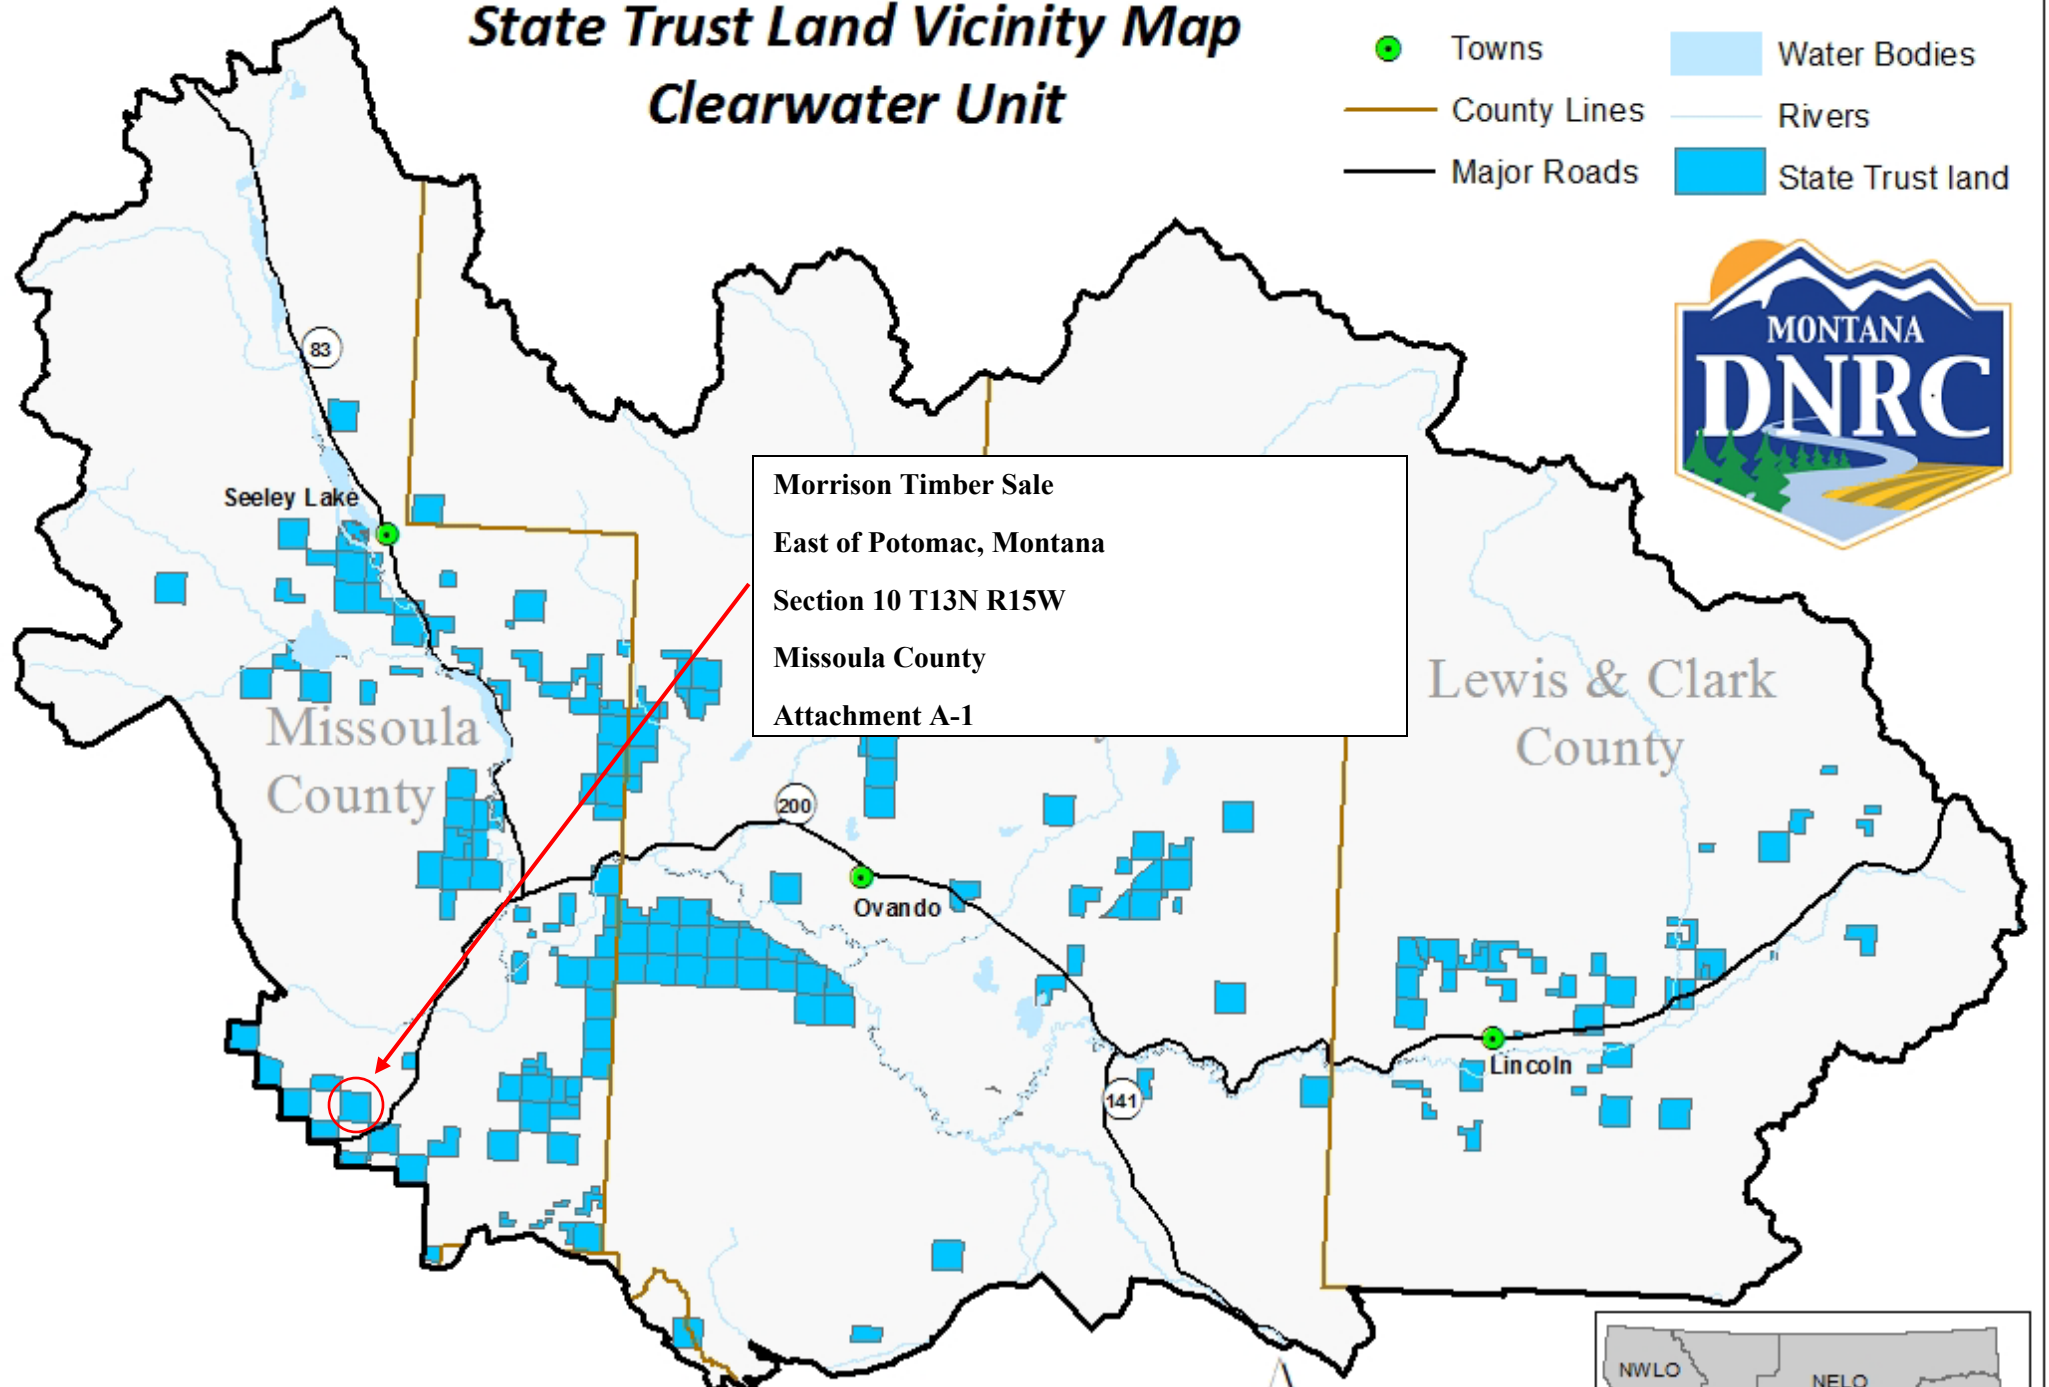 State Trust Land Vicinity Map
Clearwater Unit
Towns
County Lines
Major Roads
Water Bodies
Rivers
State Trust land
MONTANA
DNRC
83
Seeley Lake
Morrison Timber Sale
East of Potomac, Montana
Section 10 T13N R15W
Missoula County
Attachment A-1
Missoula
County
Lewis & Clark
County
200
Ovando
Lincoln
141
NWLO
NELO